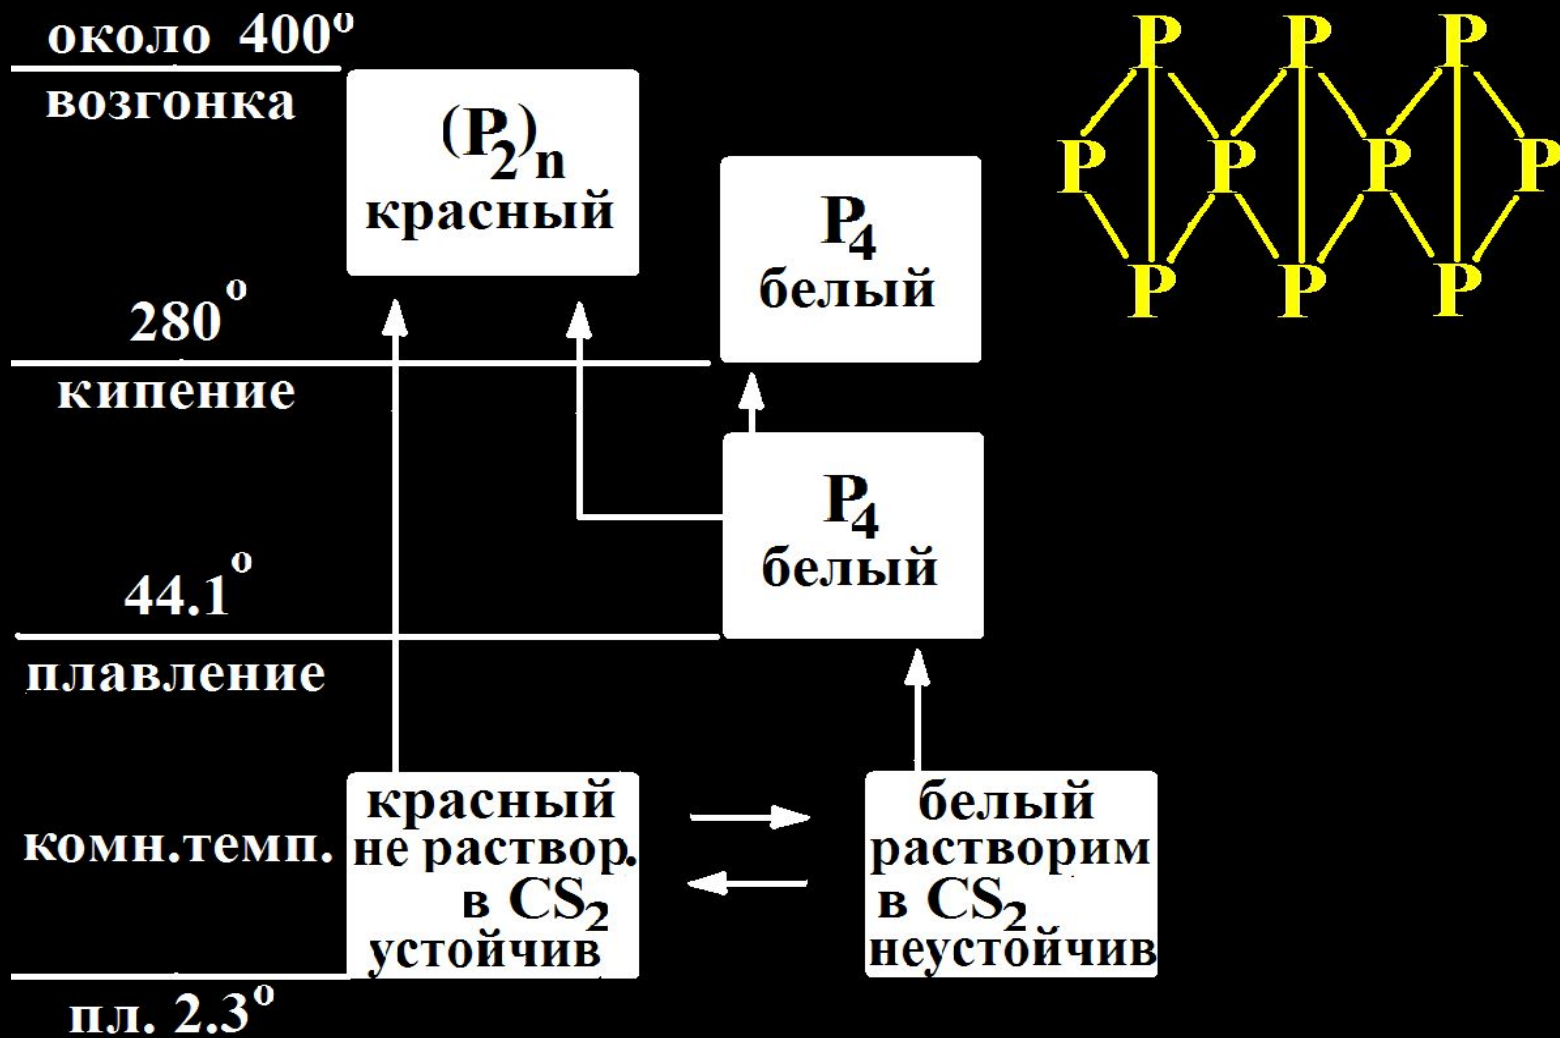 около 400°
возгонка
(P₂)ₙ
красный
P₄
белый
280°
кипение
P₄
белый
44.1°
плавление
комн.темп.
красный
не раствор.
в CS₂
устойчив
белый
растворим
в CS₂
неустойчив
пл. 2.3°
P P P
P P P P
P P P